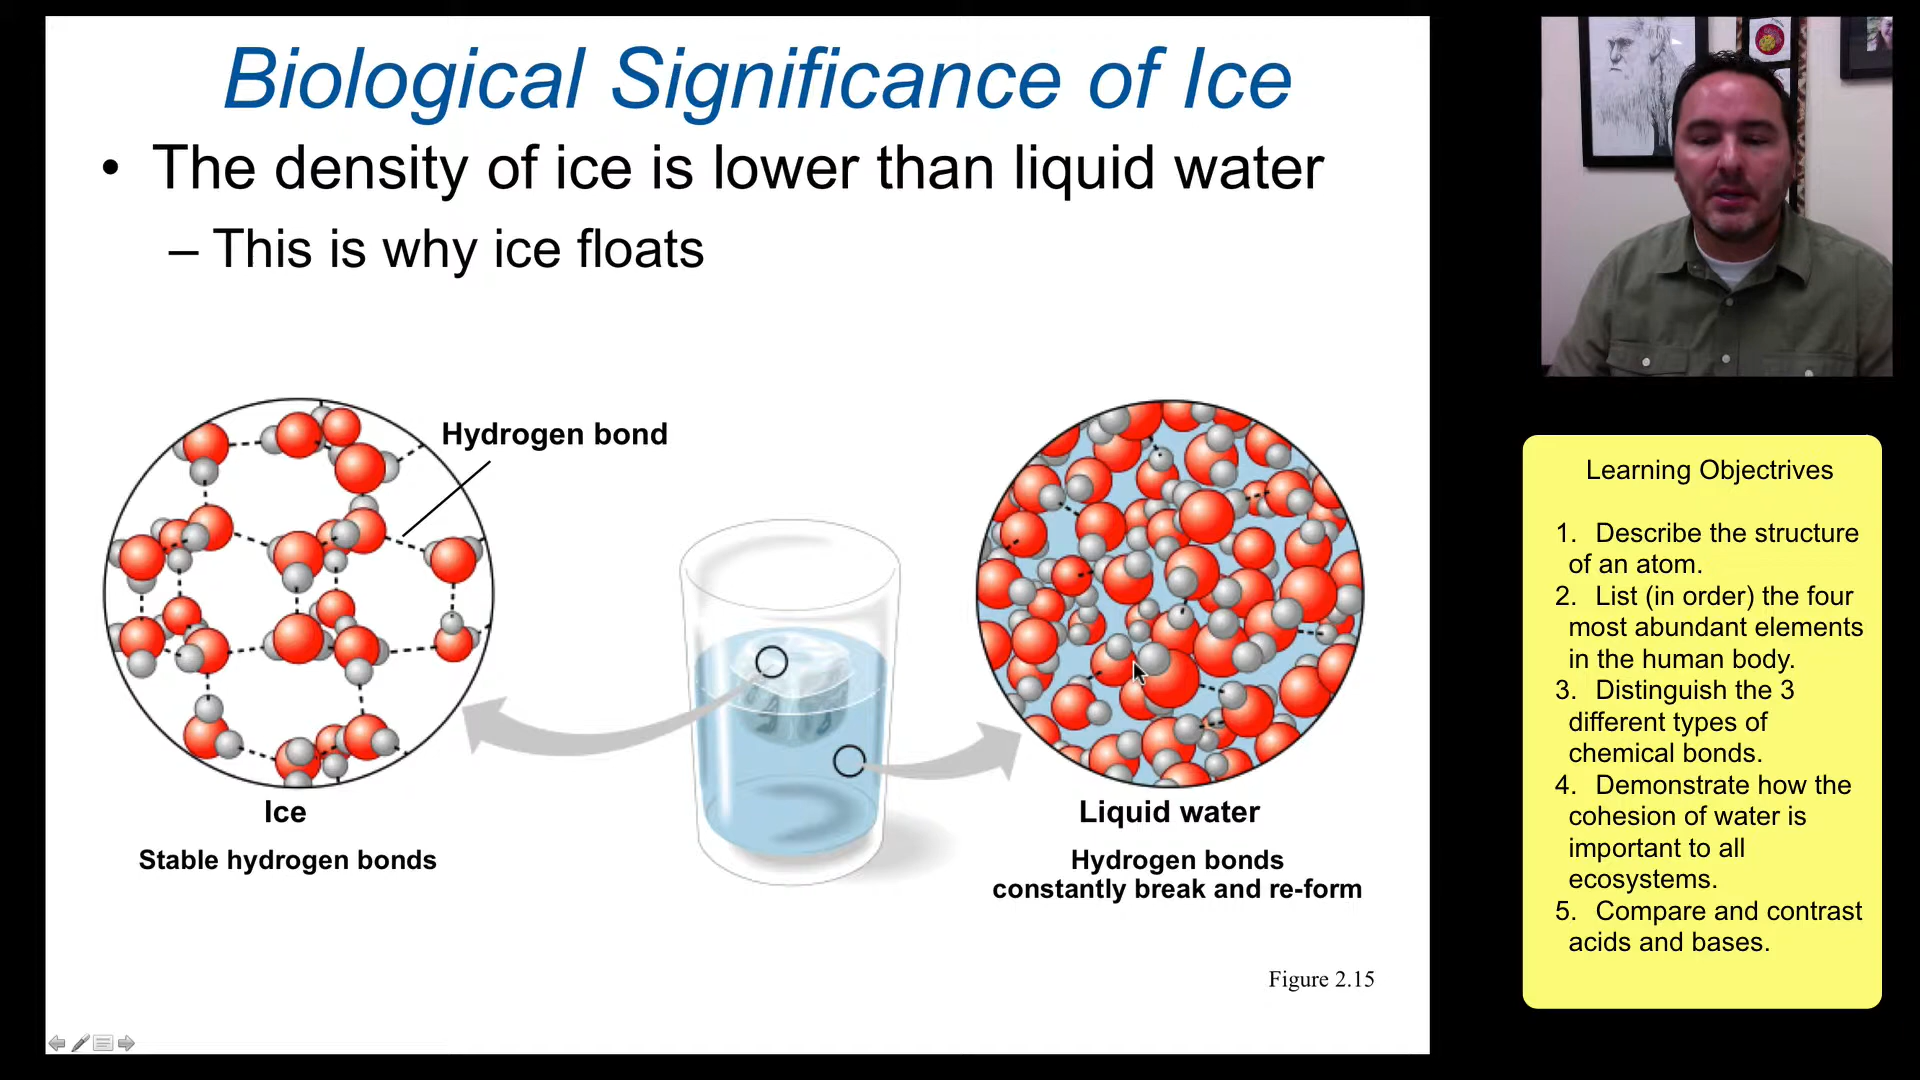 Biological Significance of Ice
• The density of ice is lower than liquid water
– This is why ice floats
Hydrogen bond
Ice
Stable hydrogen bonds
Liquid water
Hydrogen bonds
constantly break and re-form
Figure 2.15
Learning Objectrives
1. Describe the structure
of an atom.
2. List (in order) the four
most abundant elements
in the human body.
3. Distinguish the 3
different types of
chemical bonds.
4. Demonstrate how the
cohesion of water is
important to all
ecosystems.
5. Compare and contrast
acids and bases.